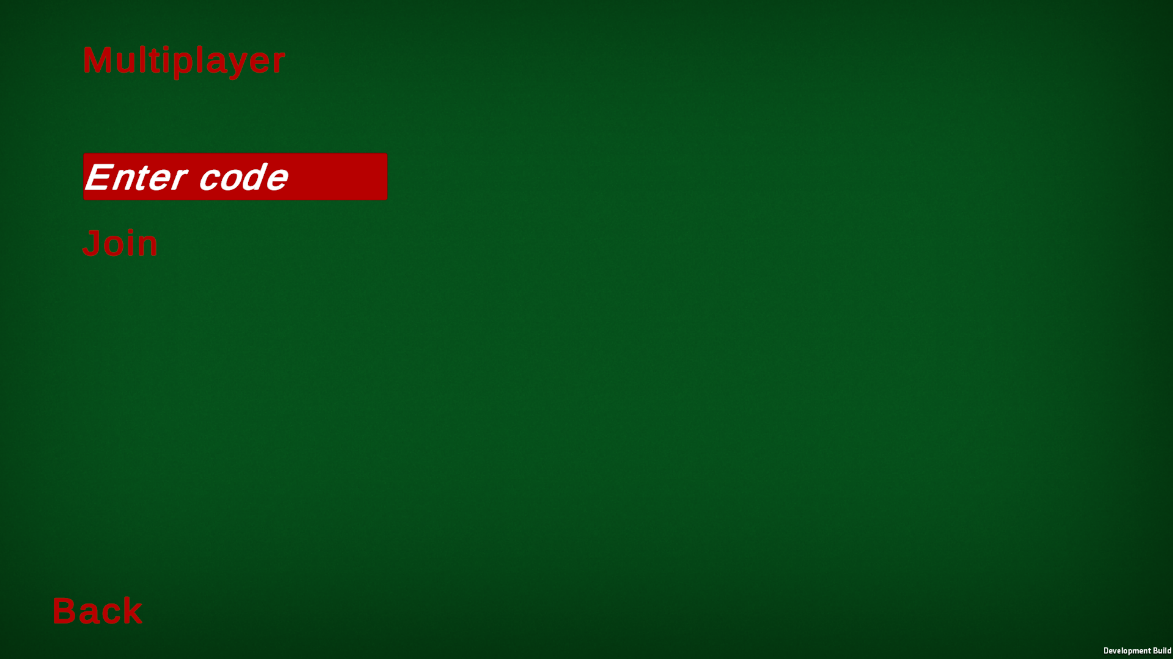 Multiplayer
Enter code
Join
Back
Development Build